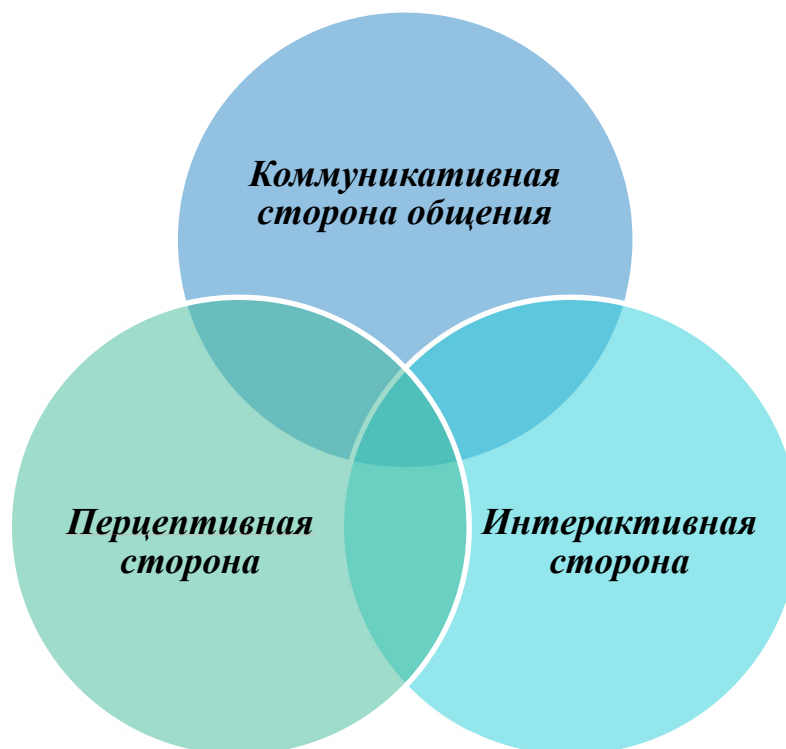 Коммуникативная
сторона общения
Перцептивная
сторона
Интерактивная
сторона